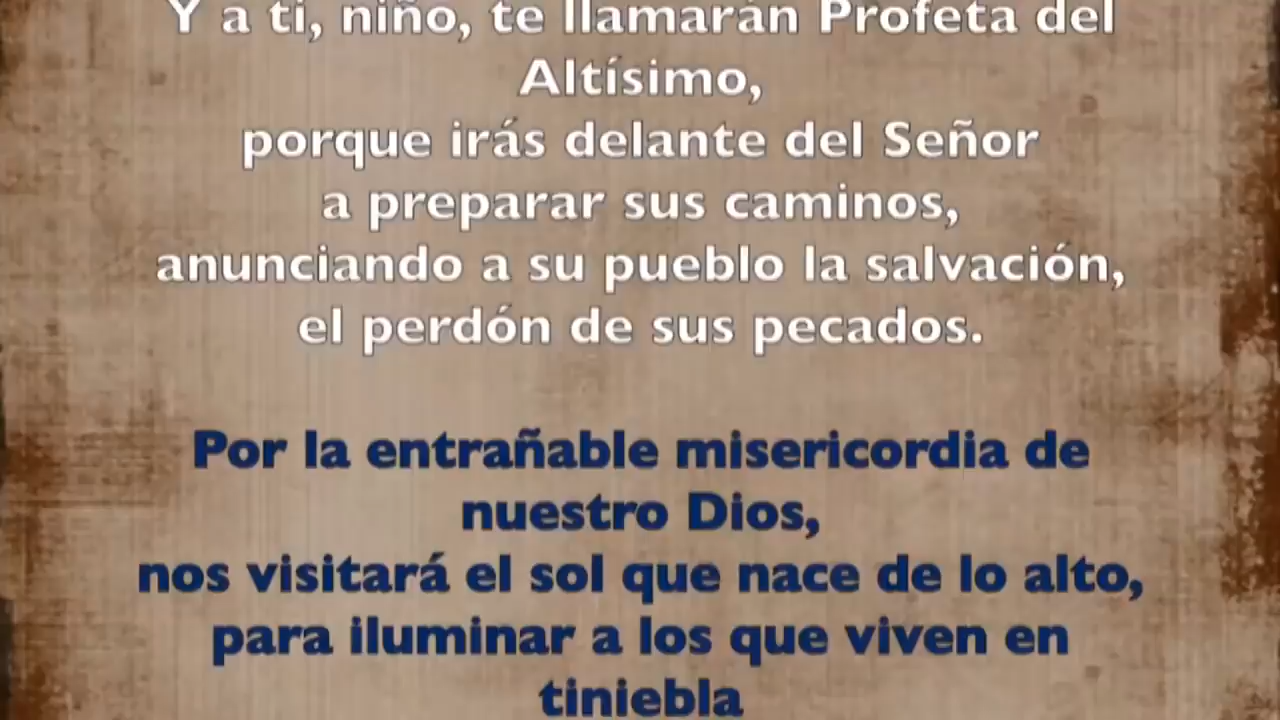 Y a ti, niño, te llamarán Profeta del
Altísimo,
porque irás delante del Señor
a preparar sus caminos,
anunciando a su pueblo la salvación,
el perdón de sus pecados.
Por la entrañable misericordia de
nuestro Dios,
nos visitará el sol que nace de lo alto,
para iluminar a los que viven en
tiniebla